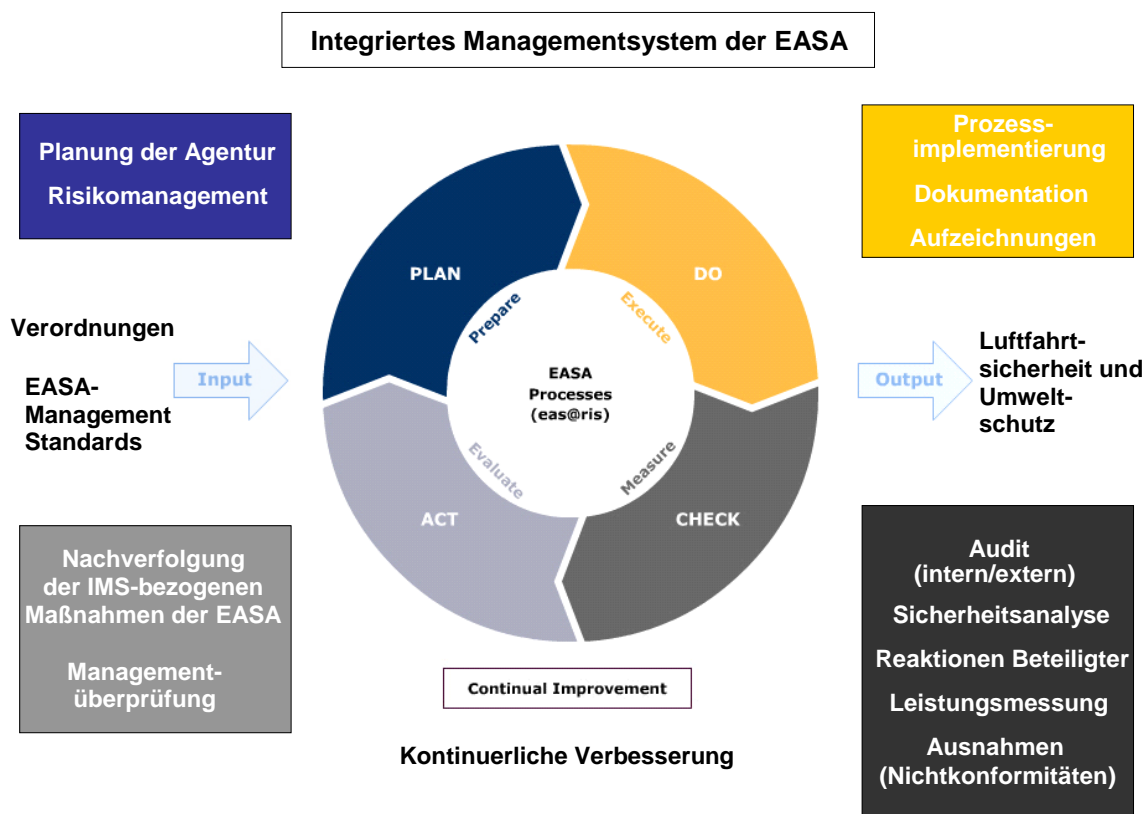 Integriertes Managementsystem der EASA
Planung der Agentur
Risikomanagement
Prozess-
implementierung
Dokumentation
Aufzeichnungen
PLAN
DO
Prepare
Execute
Verordnungen
EASA-
Management
Standards
Input
EASA
Processes
(eas@ris)
Output
Luftfahrt-
sicherheit und
Umwelt-
schutz
Evaluate
Measure
ACT
CHECK
Nachverfolgung
der IMS-bezogenen
Maßnahmen der EASA
Management-
überprüfung
Audit
(intern/extern)
Sicherheitsanalyse
Reaktionen Beteiligter
Leistungsmessung
Ausnahmen
(Nichtkonformitäten)
Continual Improvement
Kontinuerliche Verbesserung